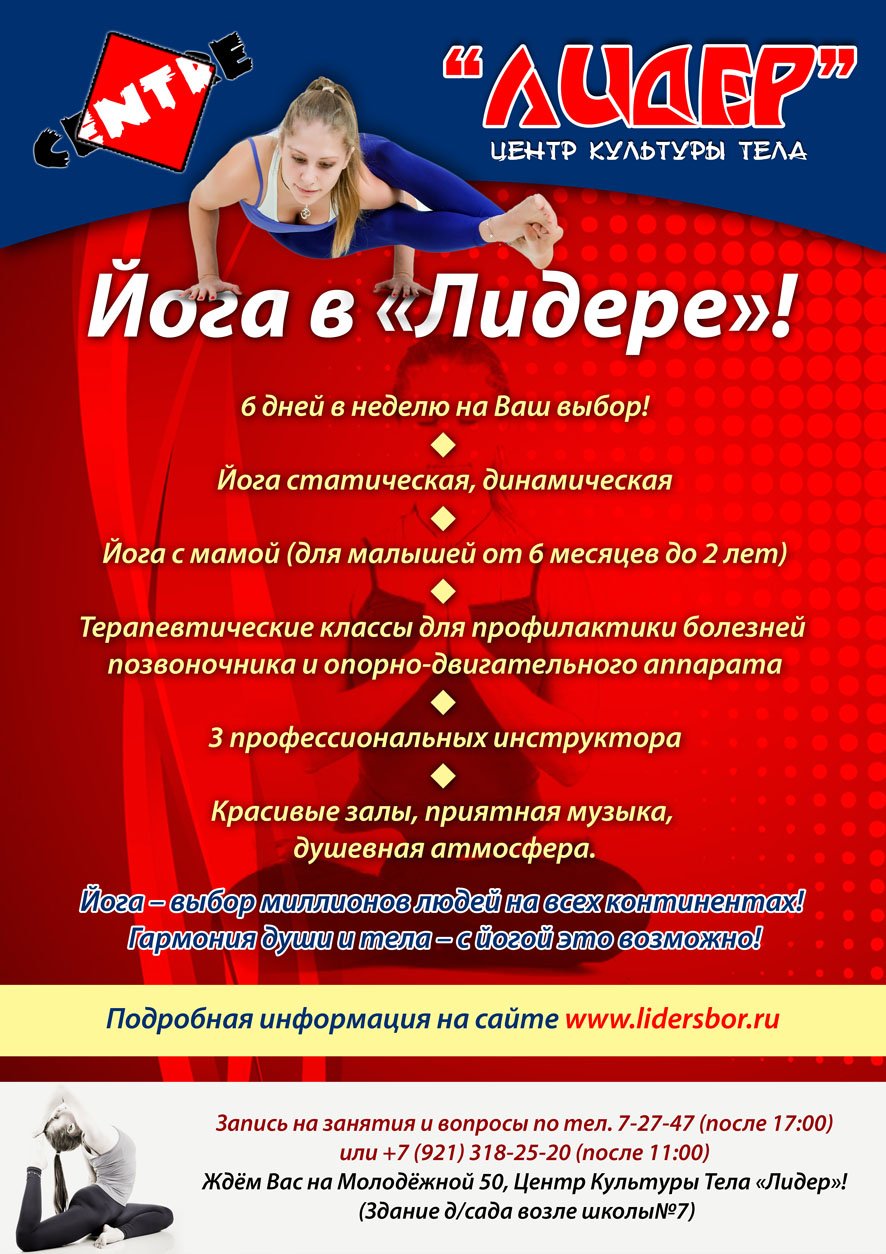 CENTRE
“ЛИДЕР”
ЦЕНТР КУЛЬТУРЫ ТЕЛА
Йога в «Лидере»!
6 дней в неделю на Ваш выбор!
Йога статическая, динамическая
Йога с мамой (для малышей от 6 месяцев до 2 лет)
Терапевтические классы для профилактики болезней
позвоночника и опорно-двигательного аппарата
3 профессиональных инструктора
Красивые залы, приятная музыка,
душевная атмосфера.
Йога – выбор миллионов людей на всех континентах!
Гармония души и тела – с йогой это возможно!
Подробная информация на сайте www.lidersbor.ru
Запись на занятия и вопросы по тел. 7-27-47 (после 17:00)
или +7 (921) 318-25-20 (после 11:00)
Ждём Вас на Молодёжной 50, Центр Культуры Тела «Лидер»!
(Здание д/сада возле школы№7)